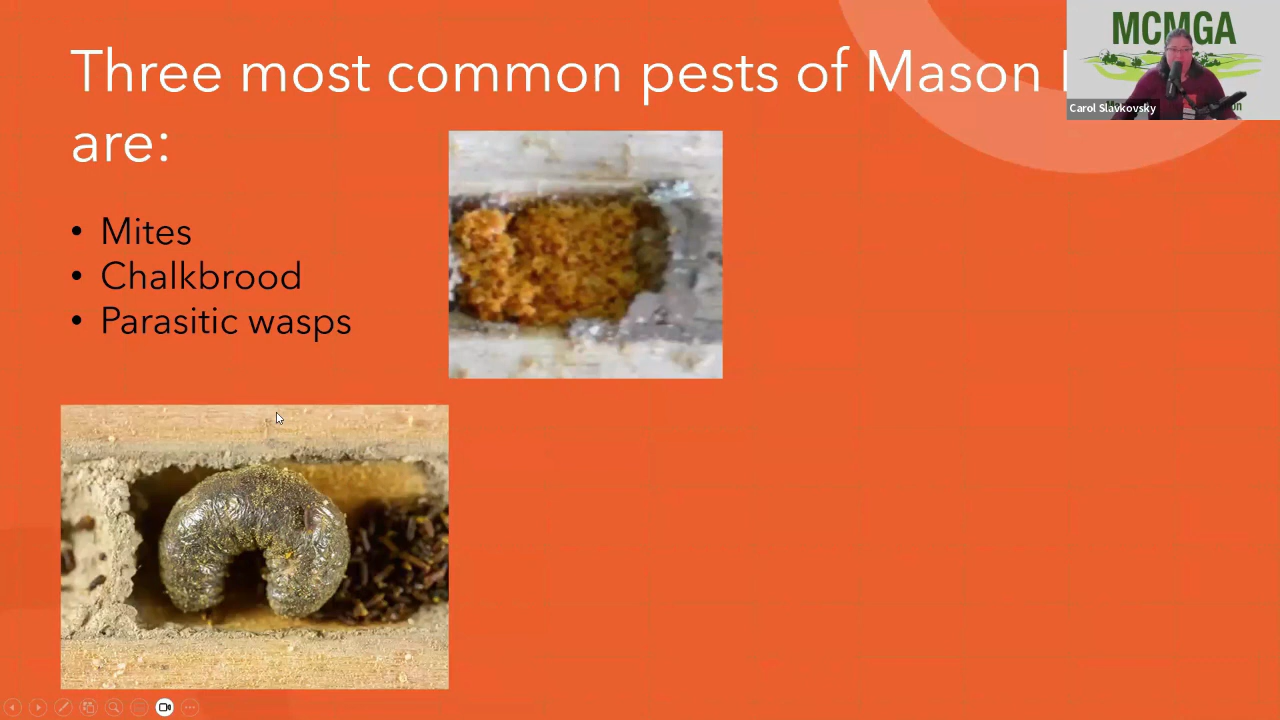 Three most common pests of Mason
are:
• Mites
• Chalkbrood
• Parasitic wasps
MCMGA
Carol Slavkovsky